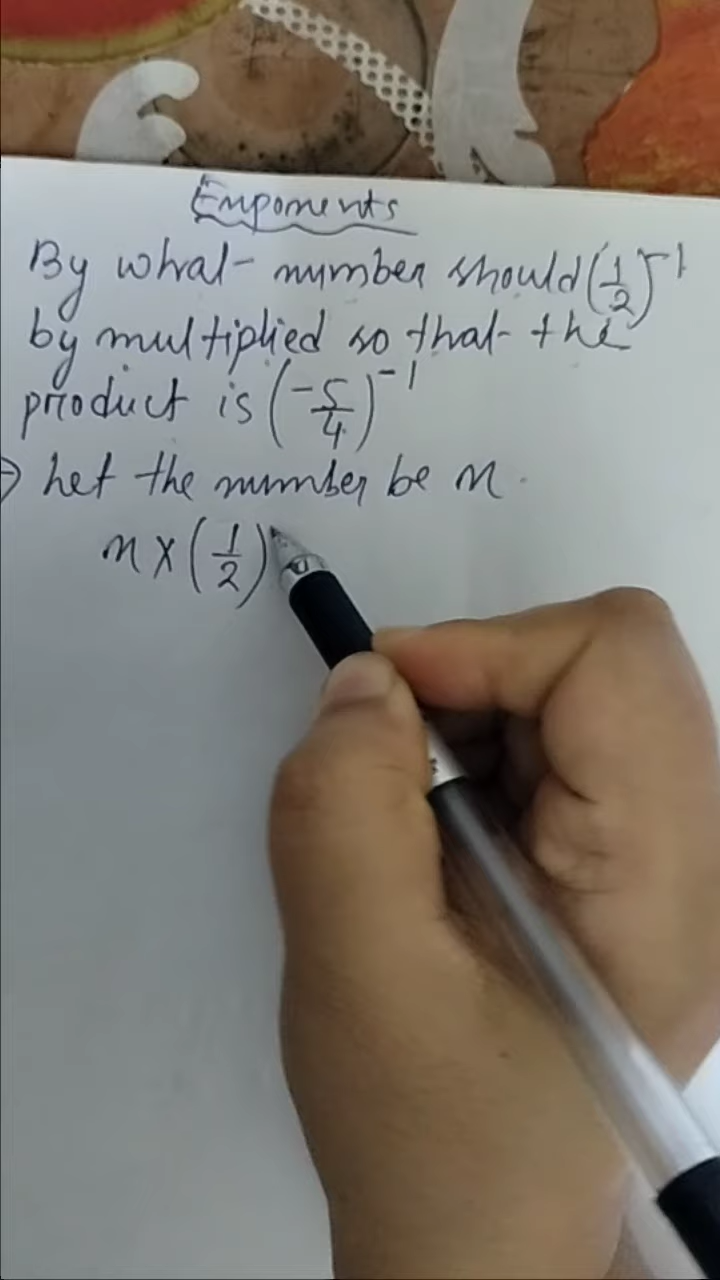 Exponents
By what number should (1/2)^-1
by multiplied so that the
product is (-5/4)^-1
⇒ Let the number be x.
x × (1/2)